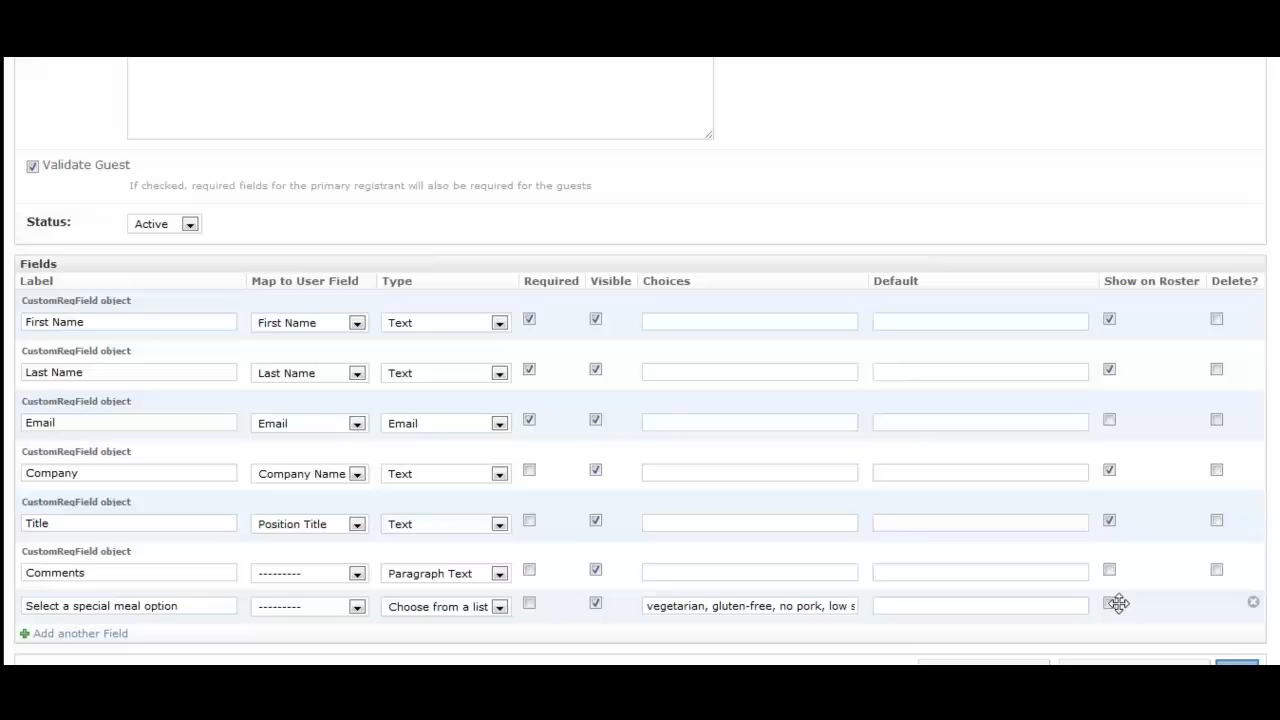 Validate Guest
If checked, required fields for the primary registrant will also be required for the guests
Status: Active
Fields
Label Map to User Field Type Required Visible Choices Default Show on Roster Delete?
CustomRegField object
First Name First Name Text
CustomRegField object
Last Name Last Name Text
CustomRegField object
Email Email Email
CustomRegField object
Company Company Name Text
CustomRegField object
Title Position Title Text
CustomRegField object
Comments --------- Paragraph Text
Select a special meal option --------- Choose from a list vegetarian, gluten-free, no pork, low s
Add another Field